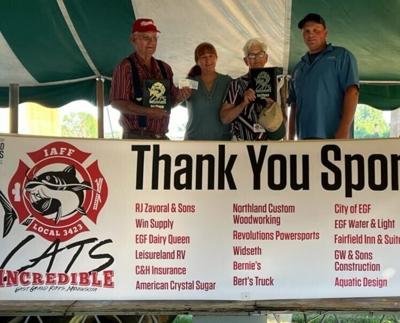 IAFF
LOCAL 3423
CATS
INCREDIBLE
EAST GRAND FORKS, MINNESOTA
Thank You Spon
RJ Zavoral & Sons
Win Supply
EGF Dairy Queen
Leisureland RV
C&H Insurance
American Crystal Sugar
Northland Custom
Woodworking
Revolutions Powersports
Widseth
Bernie's
Bert's Truck
City of EGF
EGF Water & Light
Fairfield Inn & Suite
GW & Sons
Construction
Aquatic Design